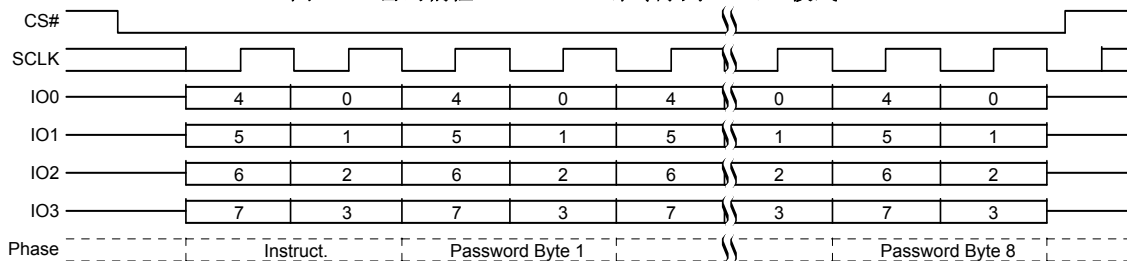 CS#
SCLK
IO0 4 0 4 0 4 0 4 0
IO1 5 1 5 1 5 1 5 1
IO2 6 2 6 2 6 2 6 2
IO3 7 3 7 3 7 3 7 3
Phase Instruct. Password Byte 1 Password Byte 8